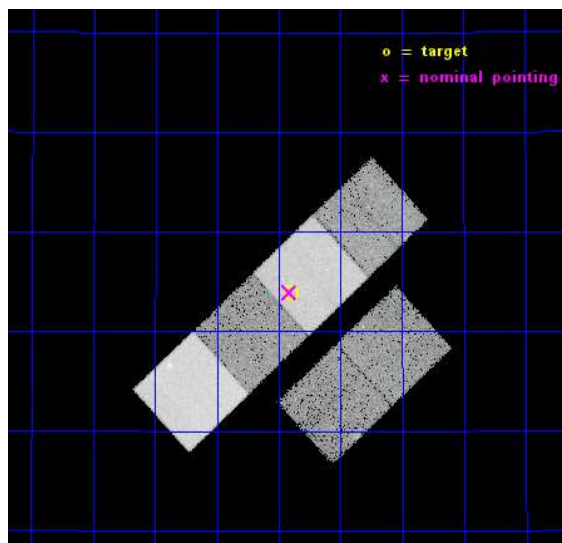 o = target
x = nominal pointing